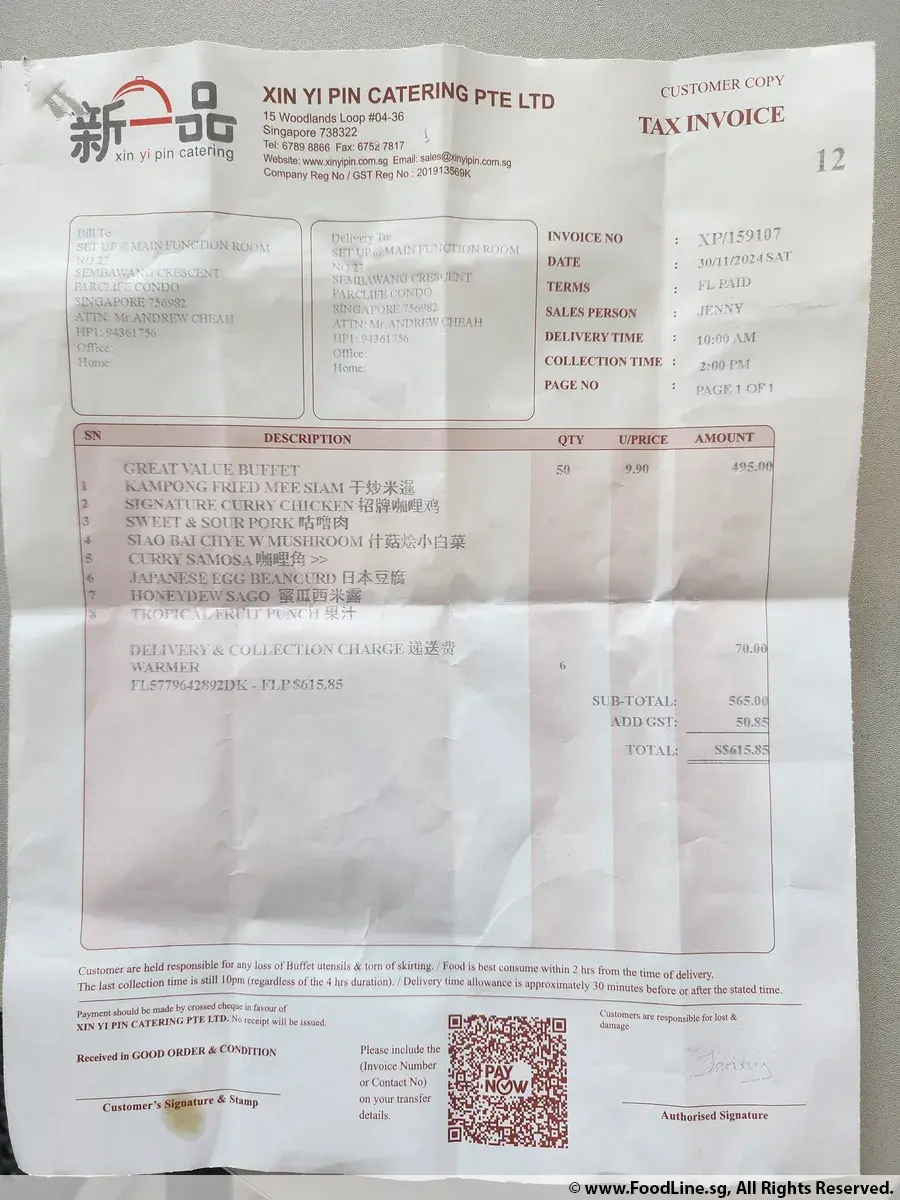 新一品
xin yi pin catering
XIN YI PIN CATERING PTE LTD
15 Woodlands Loop #04-36
Singapore 738322
Tel: 6789 8866 Fax: 6752 7817
Website: www.xinyipin.com.sg Email: sales@xinyipin.com.sg
Company Reg No / GST Reg No : 201913569K
CUSTOMER COPY
TAX INVOICE
12
Bill To:
SET UP @MAIN FUNCTION ROOM
NO 27
SEMBAWANG CRESCENT
PARCLIFE CONDO
SINGAPORE 756982
ATTN: Mr.ANDREW CHEAH
HP1: 94361756
Office:
Home:
Delivery To:
SET UP @MAIN FUNCTION ROOM
NO 27
SEMBAWANG CRESCENT
PARCLIFE CONDO
SINGAPORE 756982
ATTN: Mr.ANDREW CHEAH
HP1: 94361756
Office:
Home:
INVOICE NO : XP/159107
DATE : 30/11/2024 SAT
TERMS : FL PAID
SALES PERSON : JENNY
DELIVERY TIME : 10:00 AM
COLLECTION TIME : 2:00 PM
PAGE NO : PAGE 1 OF 1
SN DESCRIPTION QTY U/PRICE AMOUNT
GREAT VALUE BUFFET 50 9.90 495.00
1 KAMPONG FRIED MEE SIAM 干炒米暹
2 SIGNATURE CURRY CHICKEN 招牌咖哩鸡
3 SWEET & SOUR PORK 咕噜肉
4 SIAO BAI CHYE W MUSHROOM 什菇烩小白菜
5 CURRY SAMOSA 咖哩角 >>
6 JAPANESE EGG BEANCURD 日本豆腐
7 HONEYDEW SAGO 蜜瓜西米露
8 TROPICAL FRUIT PUNCH 果汁
DELIVERY & COLLECTION CHARGE 递送费 70.00
WARMER 6
FL5779642892DK - FLP $615.85
SUB-TOTAL: 565.00
ADD GST: 50.85
TOTAL: S$615.85
Customer are held responsible for any loss of Buffet utensils & torn of skirting. / Food is best consume within 2 hrs from the time of delivery.
The last collection time is still 10pm (regardless of the 4 hrs duration). / Delivery time allowance is approximately 30 minutes before or after the stated time.
Payment should be made by crossed cheque in favour of
XIN YI PIN CATERING PTE LTD. No receipt will be issued.
Received in GOOD ORDER & CONDITION
Customer's Signature & Stamp
Please include the
(Invoice Number
or Contact No)
on your transfer
details.
PAY
NOW
Customers are responsible for lost &
damage
Authorised Signature
© www.FoodLine.sg, All Rights Reserved.